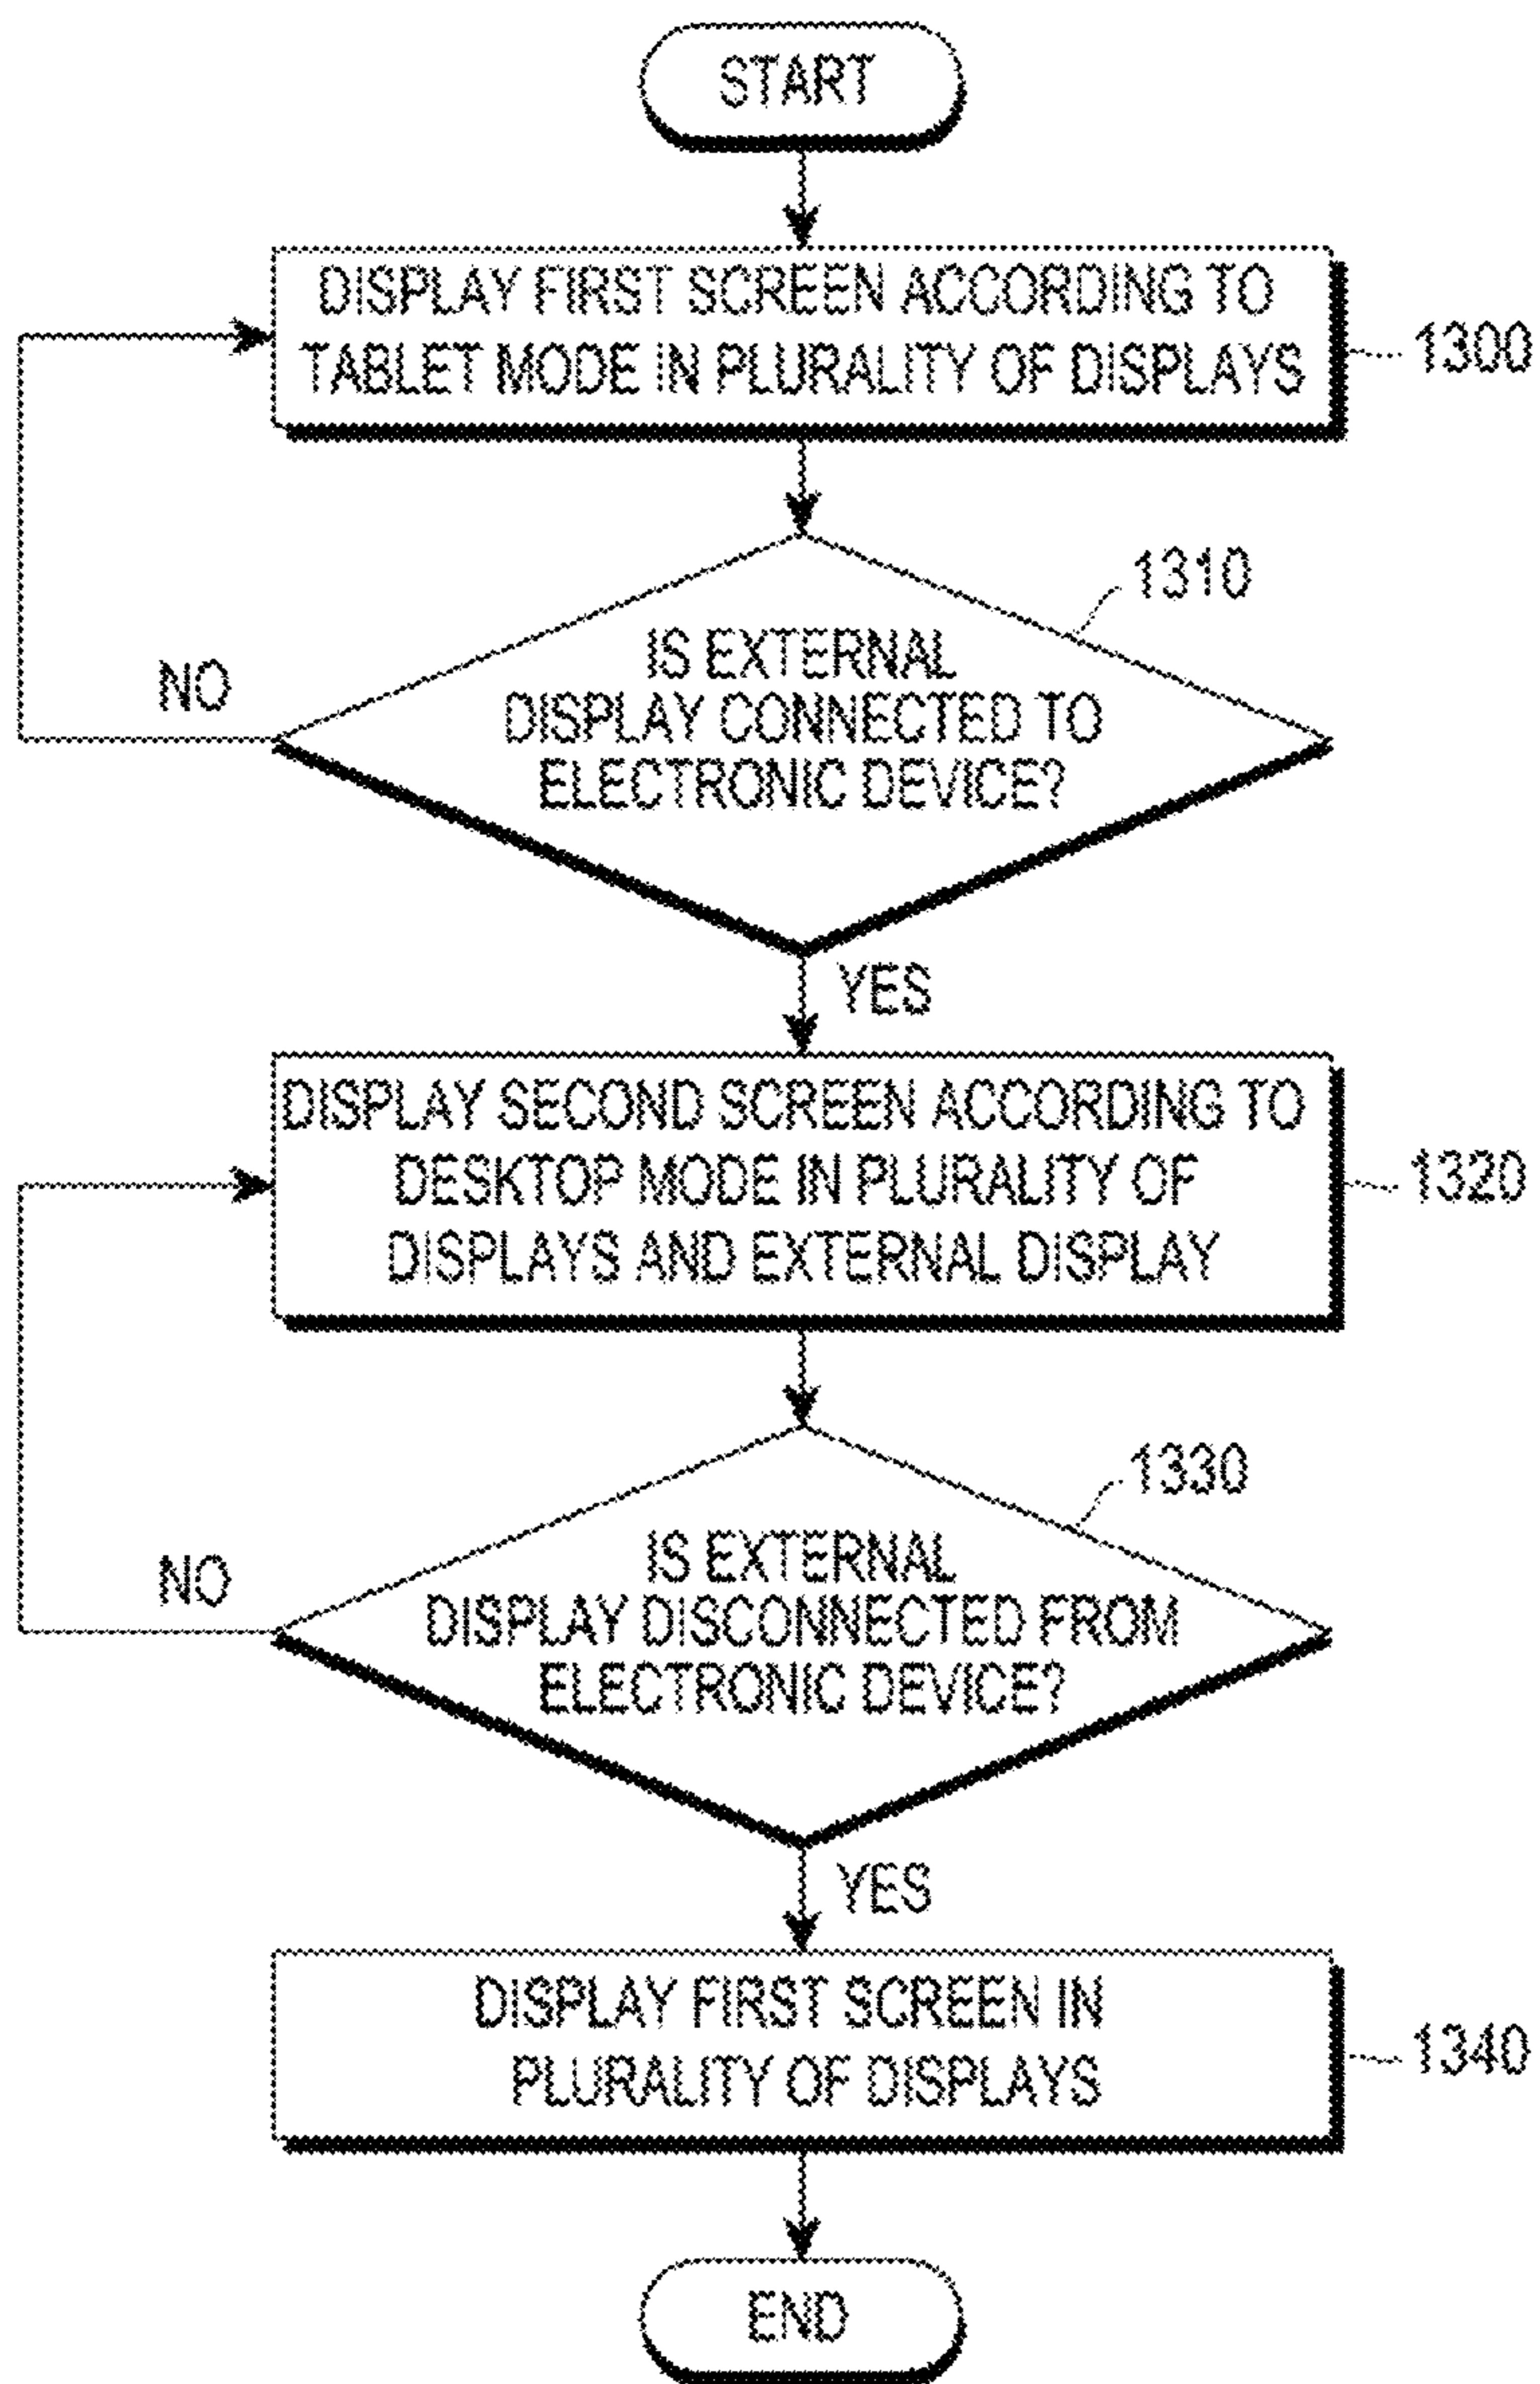 START
DISPLAY FIRST SCREEN ACCORDING TO
TABLET MODE IN PLURALITY OF DISPLAYS
1300
1310
IS EXTERNAL
DISPLAY CONNECTED TO
ELECTRONIC DEVICE?
NO
YES
DISPLAY SECOND SCREEN ACCORDING TO
DESKTOP MODE IN PLURALITY OF
DISPLAYS AND EXTERNAL DISPLAY
1320
1330
IS EXTERNAL
DISPLAY DISCONNECTED FROM
ELECTRONIC DEVICE?
NO
YES
DISPLAY FIRST SCREEN IN
PLURALITY OF DISPLAYS
1340
END